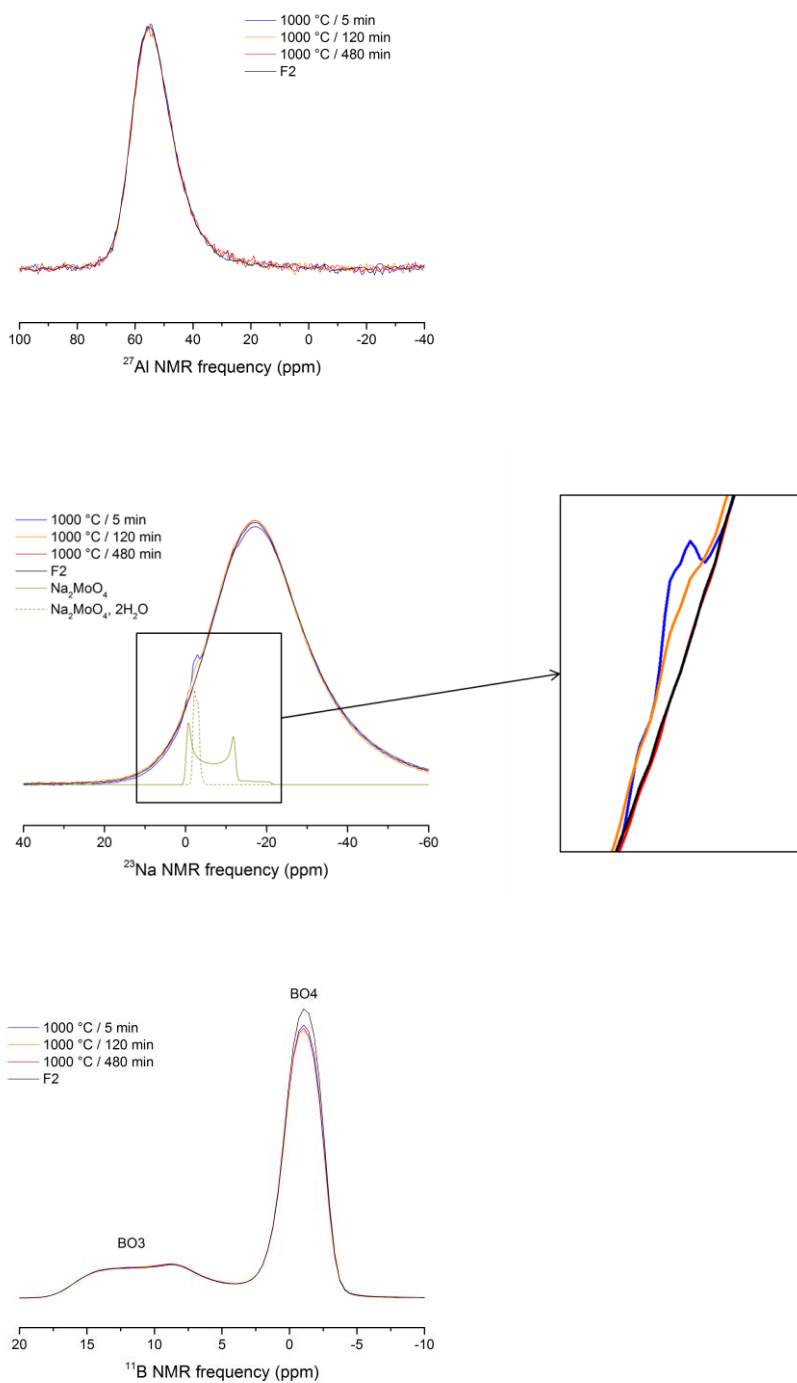 1000 °C / 5 min
1000 °C / 120 min
1000 °C / 480 min
F2
100 80 60 40 20 0 -20 -40
²⁷Al NMR frequency (ppm)
1000 °C / 5 min
1000 °C / 120 min
1000 °C / 480 min
F2
Na₂MoO₄
Na₂MoO₄, 2H₂O
40 20 0 -20 -40 -60
²³Na NMR frequency (ppm)
BO4
1000 °C / 5 min
1000 °C / 120 min
1000 °C / 480 min
F2
BO3
20 15 10 5 0 -5 -10
¹¹B NMR frequency (ppm)